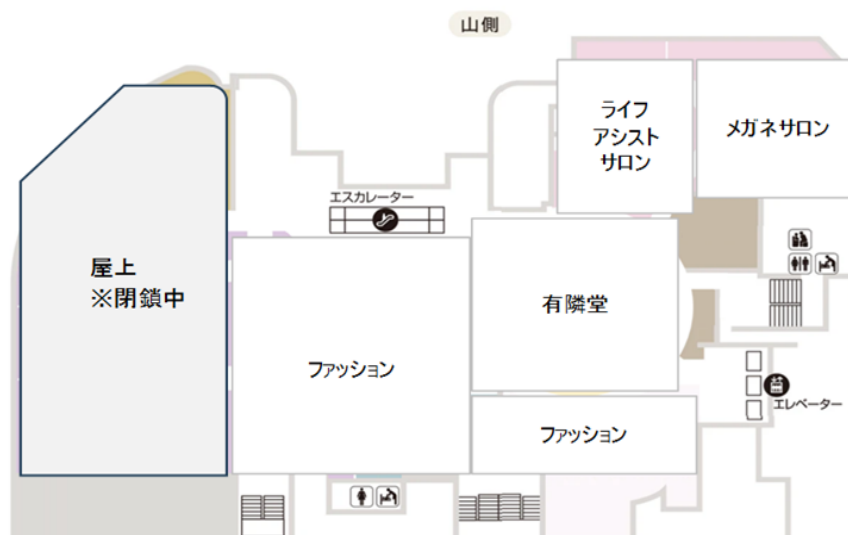 山側
ライフ
アシスト
サロン
メガネサロン
エスカレーター
屋上
※閉鎖中
有隣堂
ファッション
エレベーター
ファッション